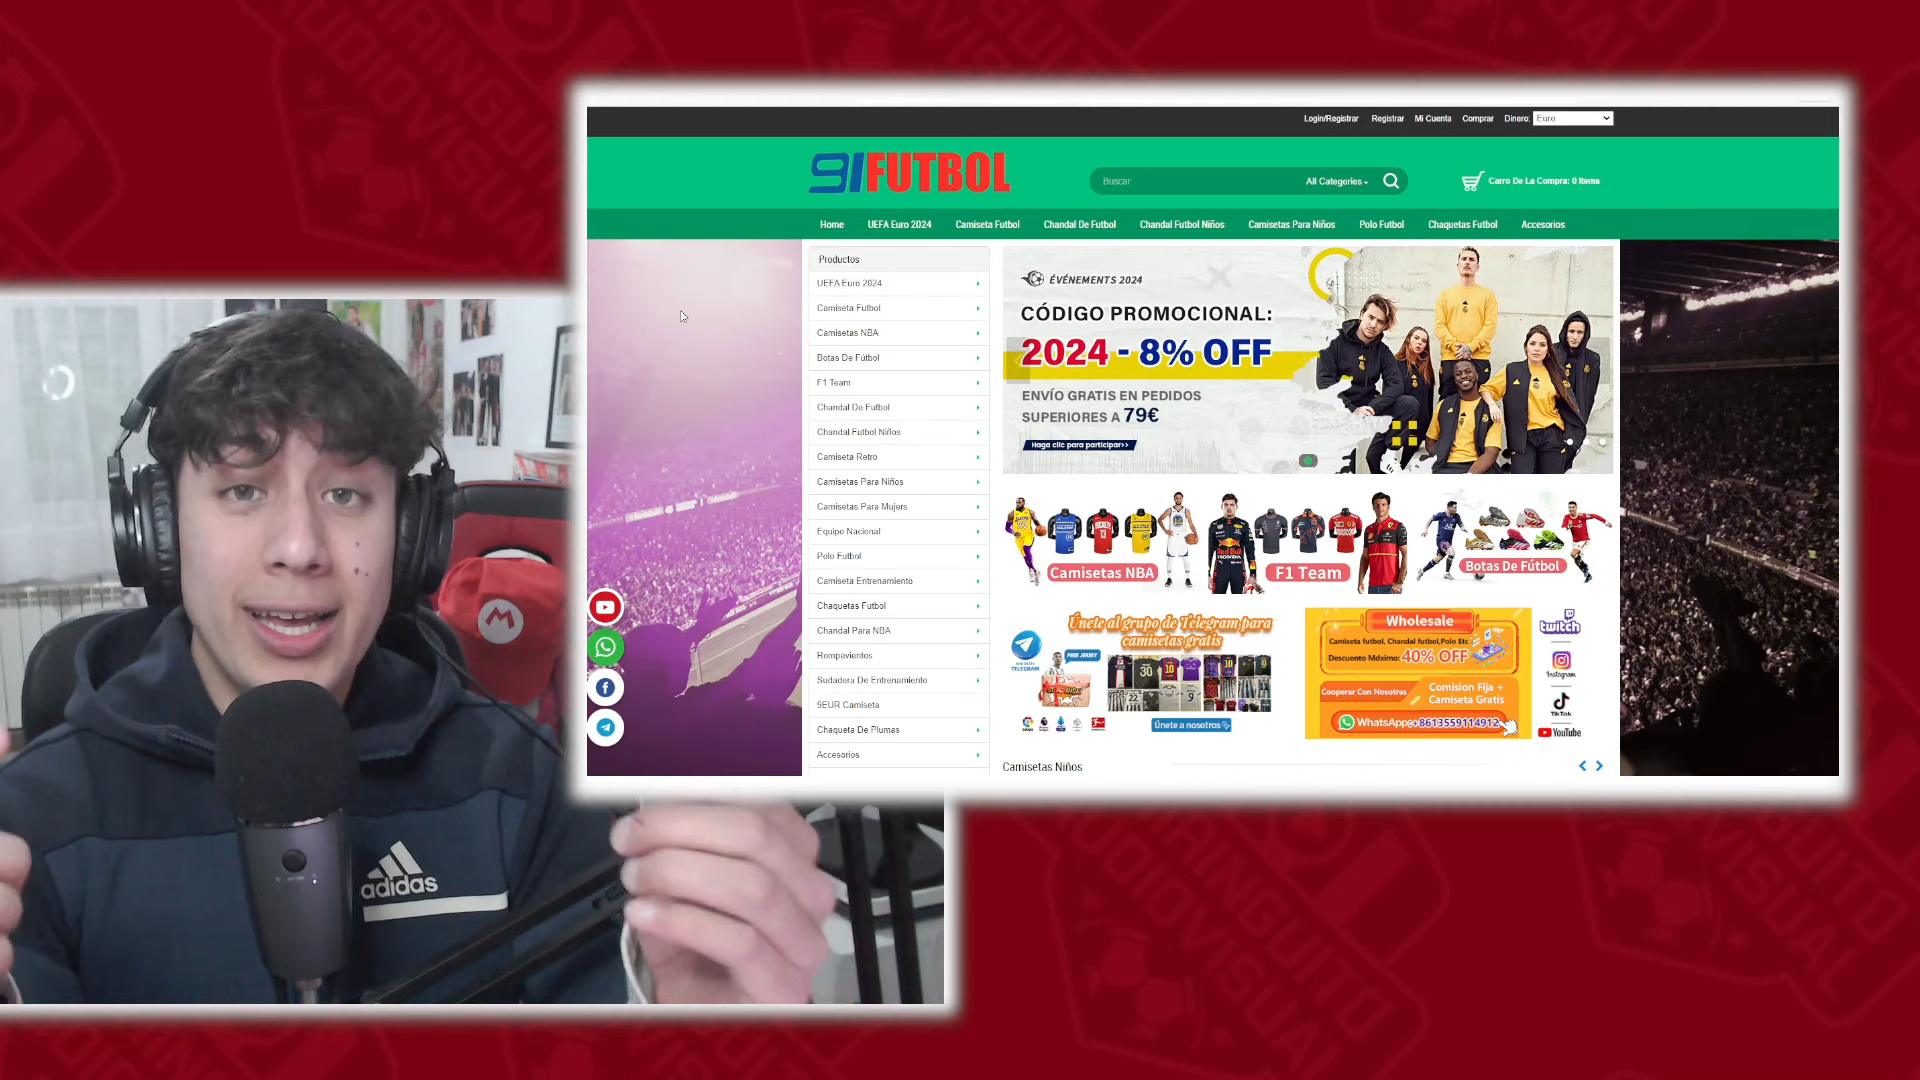 Login/Registrar Registrar Mi Cuenta Comprar Dinero: Euro
91FUTBOL
Buscar All Categories
Carro De La Compra: 0 Items
Home UEFA Euro 2024 Camiseta Futbol Chandal De Futbol Chandal Futbol Niños Camisetas Para Niños Polo Futbol Chaquetas Futbol Accesorios
Productos
UEFA Euro 2024
Camiseta Futbol
Camisetas NBA
Botas De Fútbol
F1 Team
Chandal De Futbol
Chandal Futbol Niños
Camiseta Retro
Camisetas Para Niños
Camisetas Para Mujers
Equipo Nacional
Polo Futbol
Camiseta Entrenamiento
Chaquetas Futbol
Chandal Para NBA
Rompevientos
Sudadera De Entrenamiento
9EUR Camiseta
Chaqueta De Plumas
Accesorios
ÉVÉNEMENTS 2024
CÓDIGO PROMOCIONAL:
2024 - 8% OFF
ENVÍO GRATIS EN PEDIDOS
SUPERIORES A 79€
Haga clic para participar>>
Camisetas NBA
F1 Team
Botas De Fútbol
Únete al grupo de Telegram para
camisetas gratis
TELEGRAM
FREE JERSEY
Únete a nosotros
Wholesale
Camiseta futbol, Chandal futbol,Polo Etc
Descuento Mdximo: 40% OFF
Cooperar Con Nosotras
Comision Fija +
Camiseta Gratis
WhatsApp:+8613559114912
twitch
Instagram
TikTok
YouTube
Camisetas Niños
adidas
M